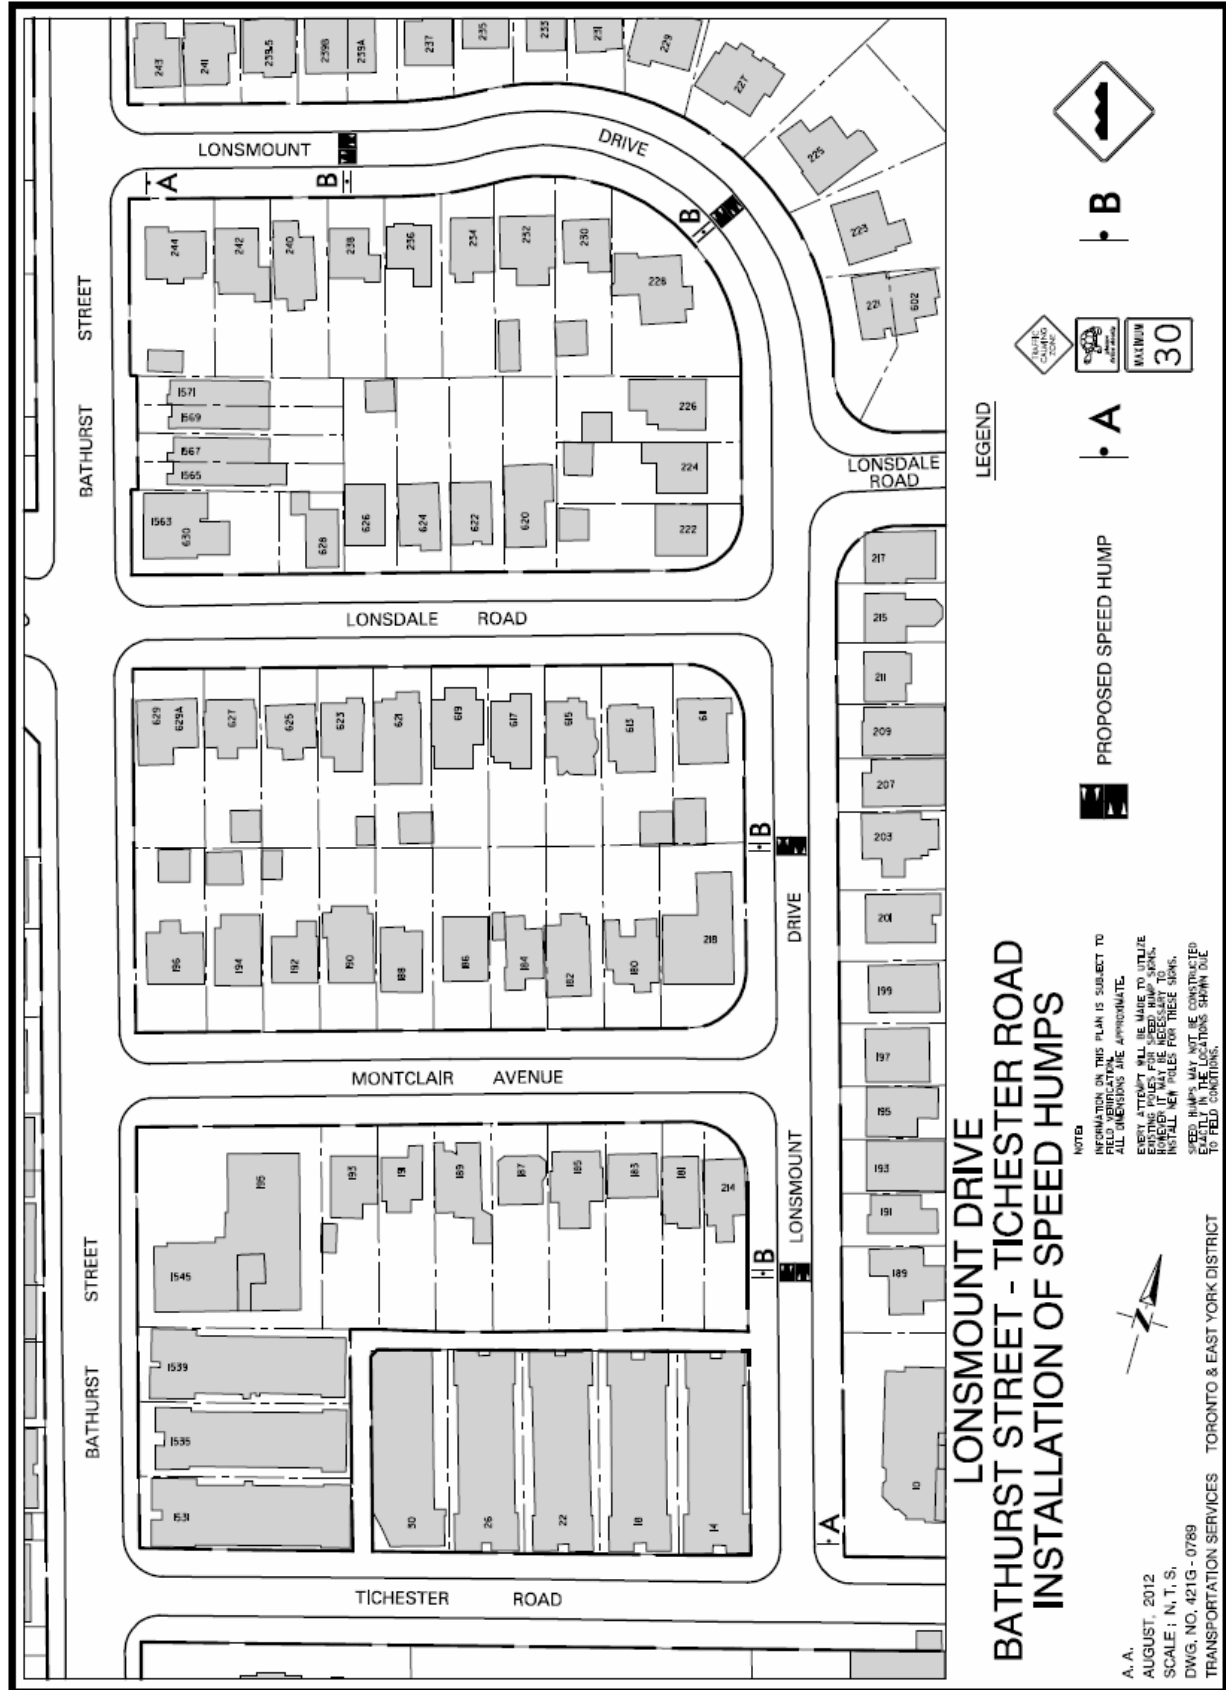 243
241
239.5
239B
239A
237
235
233
231
229
227
225
223
221
602
LONSMOUNT
DRIVE
A
B
B
244
242
240
238
236
234
232
230
228
BATHURST
STREET
1571
1569
1567
1565
1563
630
628
626
624
622
620
226
224
222
LONSDALE
ROAD
LONSDALE
ROAD
217
215
211
209
207
203
201
199
197
195
193
191
189
10
629
629A
627
625
623
621
619
617
615
613
611
B
196
194
192
190
188
186
184
182
180
218
DRIVE
MONTCLAIR
AVENUE
LONSMOUNT
195
193
191
189
187
185
183
181
214
1545
B
BATHURST
STREET
1539
1535
1531
30
26
22
18
14
A
TICHESTER
ROAD
LEGEND
PROPOSED SPEED HUMP
A
TRAFFIC
CALMING
ZONE
MAXIMUM
30
B
LONSMOUNT DRIVE
BATHURST STREET - TICHESTER ROAD
INSTALLATION OF SPEED HUMPS
NOTE:
INFORMATION ON THIS PLAN IS SUBJECT TO
FIELD VERIFICATION.
ALL DIMENSIONS ARE APPROXIMATE.
EVERY ATTEMPT WILL BE MADE TO UTILIZE
EXISTING POLES FOR SPEED HUMP SIGNS.
HOWEVER IT MAY BE NECESSARY TO
INSTALL NEW POLES FOR THESE SIGNS.
SPEED HUMPS MAY NOT BE CONSTRUCTED
EXACTLY IN THE LOCATIONS SHOWN DUE
TO FIELD CONDITIONS.
N
A. A.
AUGUST, 2012
SCALE : N. T. S.
DWG. NO. 421G - 0789
TRANSPORTATION SERVICES TORONTO & EAST YORK DISTRICT